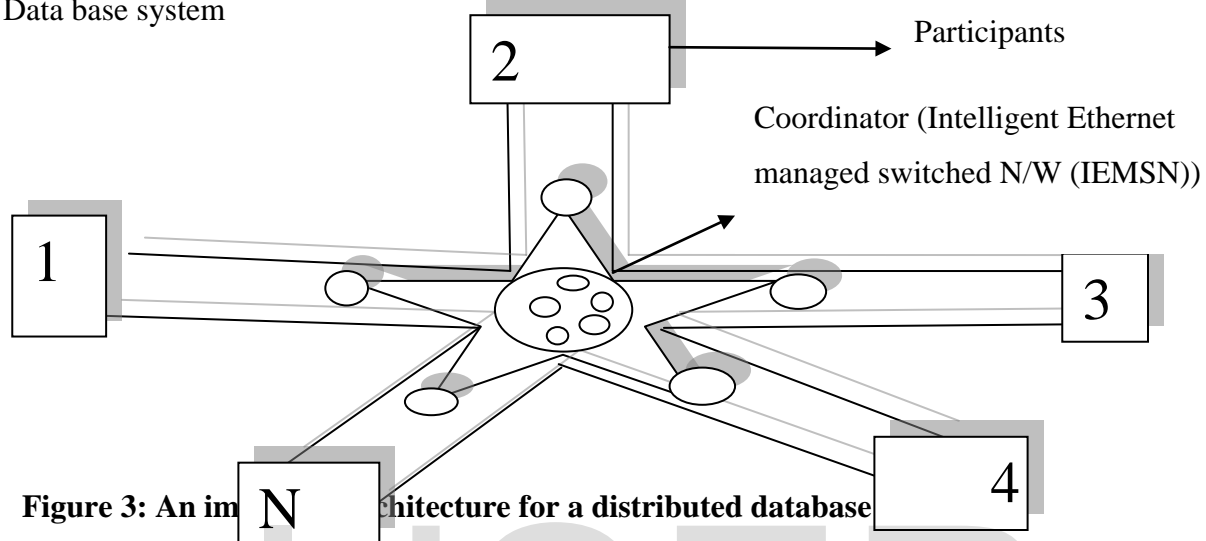 Data base system
2
Participants
Coordinator (Intelligent Ethernet
managed switched N/W (IEMSN))
1
3
4
N
Figure 3: An im chitecture for a distributed database